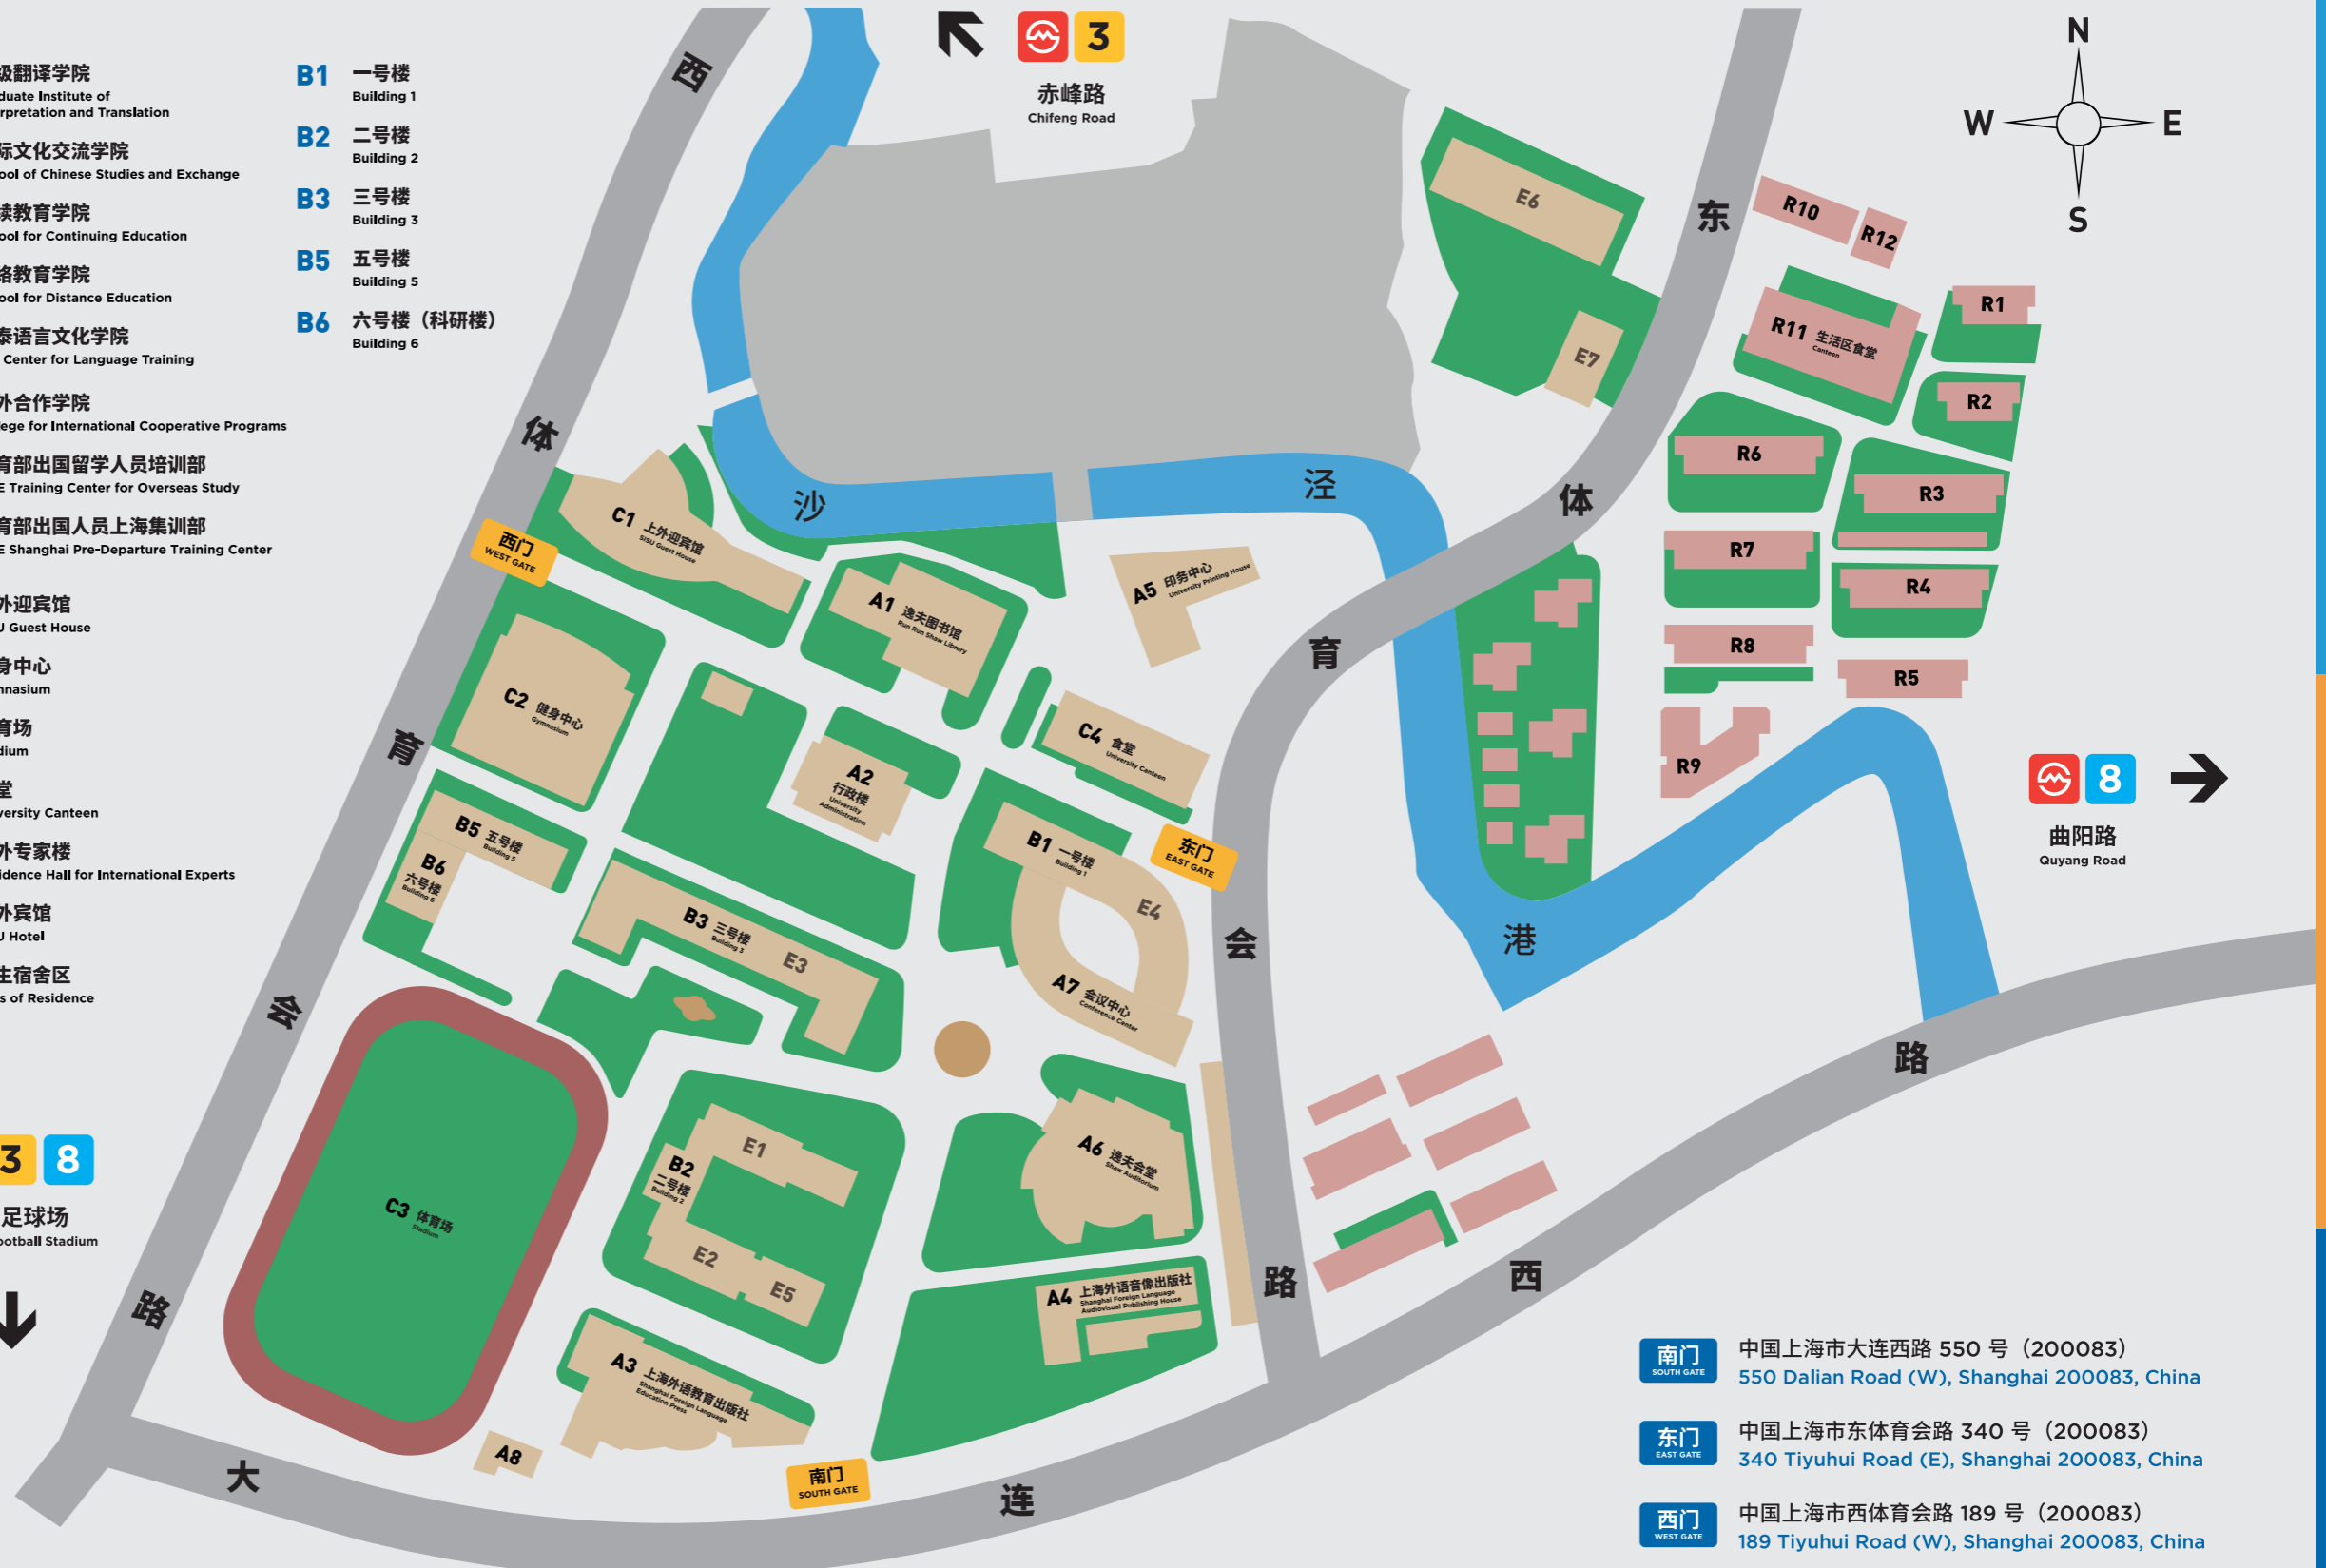 级翻译学院
duate Institute of
rpretation and Translation
际文化交流学院
ool of Chinese Studies and Exchange
续教育学院
ool for Continuing Education
络教育学院
ool for Distance Education
泰语言文化学院
Center for Language Training
外合作学院
lege for International Cooperative Programs
育部出国留学人员培训部
E Training Center for Overseas Study
育部出国人员上海集训部
E Shanghai Pre-Departure Training Center
外迎宾馆
U Guest House
身中心
nnasium
育场
dium
堂
versity Canteen
外专家楼
idence Hall for International Experts
外宾馆
U Hotel
生宿舍区
s of Residence
3 8
足球场
ootball Stadium
B1 一号楼
Building 1
B2 二号楼
Building 2
B3 三号楼
Building 3
B5 五号楼
Building 5
B6 六号楼（科研楼）
Building 6
3
赤峰路
Chifeng Road
N
W E
S
西
体
育
会
路
东
体
育
会
路
大
连
西
路
沙
泾
港
E6
E7
R10
R12
R1
R11 生活区食堂
Canteen
R2
R6
R3
R7
R4
R8
R5
R9
8
曲阳路
Quyang Road
西门
WEST GATE
C1 上外迎宾馆
SISU Guest House
A1 逸夫图书馆
Run Run Shaw Library
A5 印务中心
University Printing House
C2 健身中心
Gymnasium
A2
行政楼
University
Administration
C4 食堂
University Canteen
B5 五号楼
Building 5
B6
六号楼
Building 6
B1 一号楼
Building 1
东门
EAST GATE
E4
B3 三号楼
Building 3
E3
A7 会议中心
Conference Center
C3 体育场
Stadium
E1
B2
二号楼
Building 2
E2
E5
A6 逸夫会堂
Shaw Auditorium
A4 上海外语音像出版社
Shanghai Foreign Language
Audiovisual Publishing House
A3 上海外语教育出版社
Shanghai Foreign Language
Education Press
A8
南门
SOUTH GATE
南门
SOUTH GATE
中国上海市大连西路 550 号（200083）
550 Dalian Road (W), Shanghai 200083, China
东门
EAST GATE
中国上海市东体育会路 340 号（200083）
340 Tiyuhui Road (E), Shanghai 200083, China
西门
WEST GATE
中国上海市西体育会路 189 号（200083）
189 Tiyuhui Road (W), Shanghai 200083, China